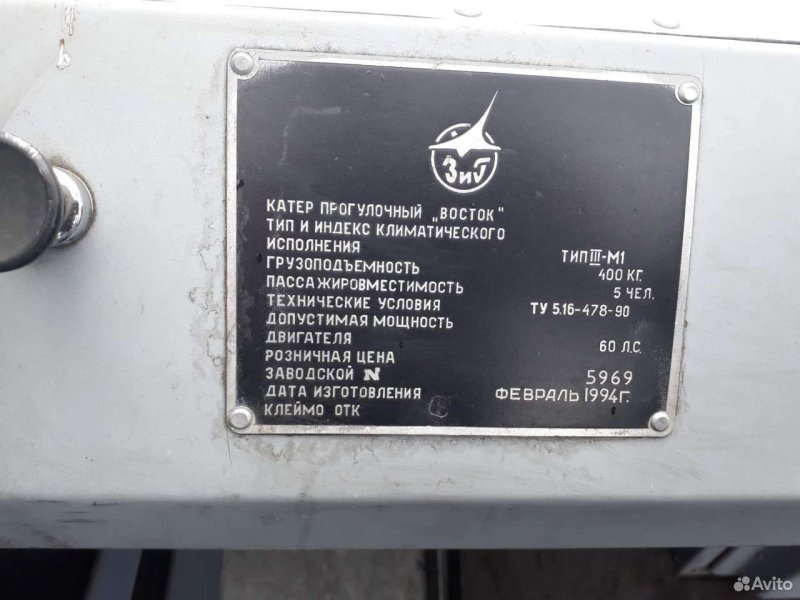 ЗиГ
КАТЕР ПРОГУЛОЧНЫЙ „ВОСТОК"
ТИП И ИНДЕКС КЛИМАТИЧЕСКОГО
ИСПОЛНЕНИЯ ТИП III-М1
ГРУЗОПОДЪЕМНОСТЬ 400 КГ.
ПАССАЖИРОВМЕСТИМОСТЬ 5 ЧЕЛ.
ТЕХНИЧЕСКИЕ УСЛОВИЯ ТУ 5.16-478-90
ДОПУСТИМАЯ МОЩНОСТЬ
ДВИГАТЕЛЯ 60 Л.С.
РОЗНИЧНАЯ ЦЕНА
ЗАВОДСКОЙ N 5969
ДАТА ИЗГОТОВЛЕНИЯ ФЕВРАЛЬ 1994Г.
КЛЕЙМО ОТК
Avito